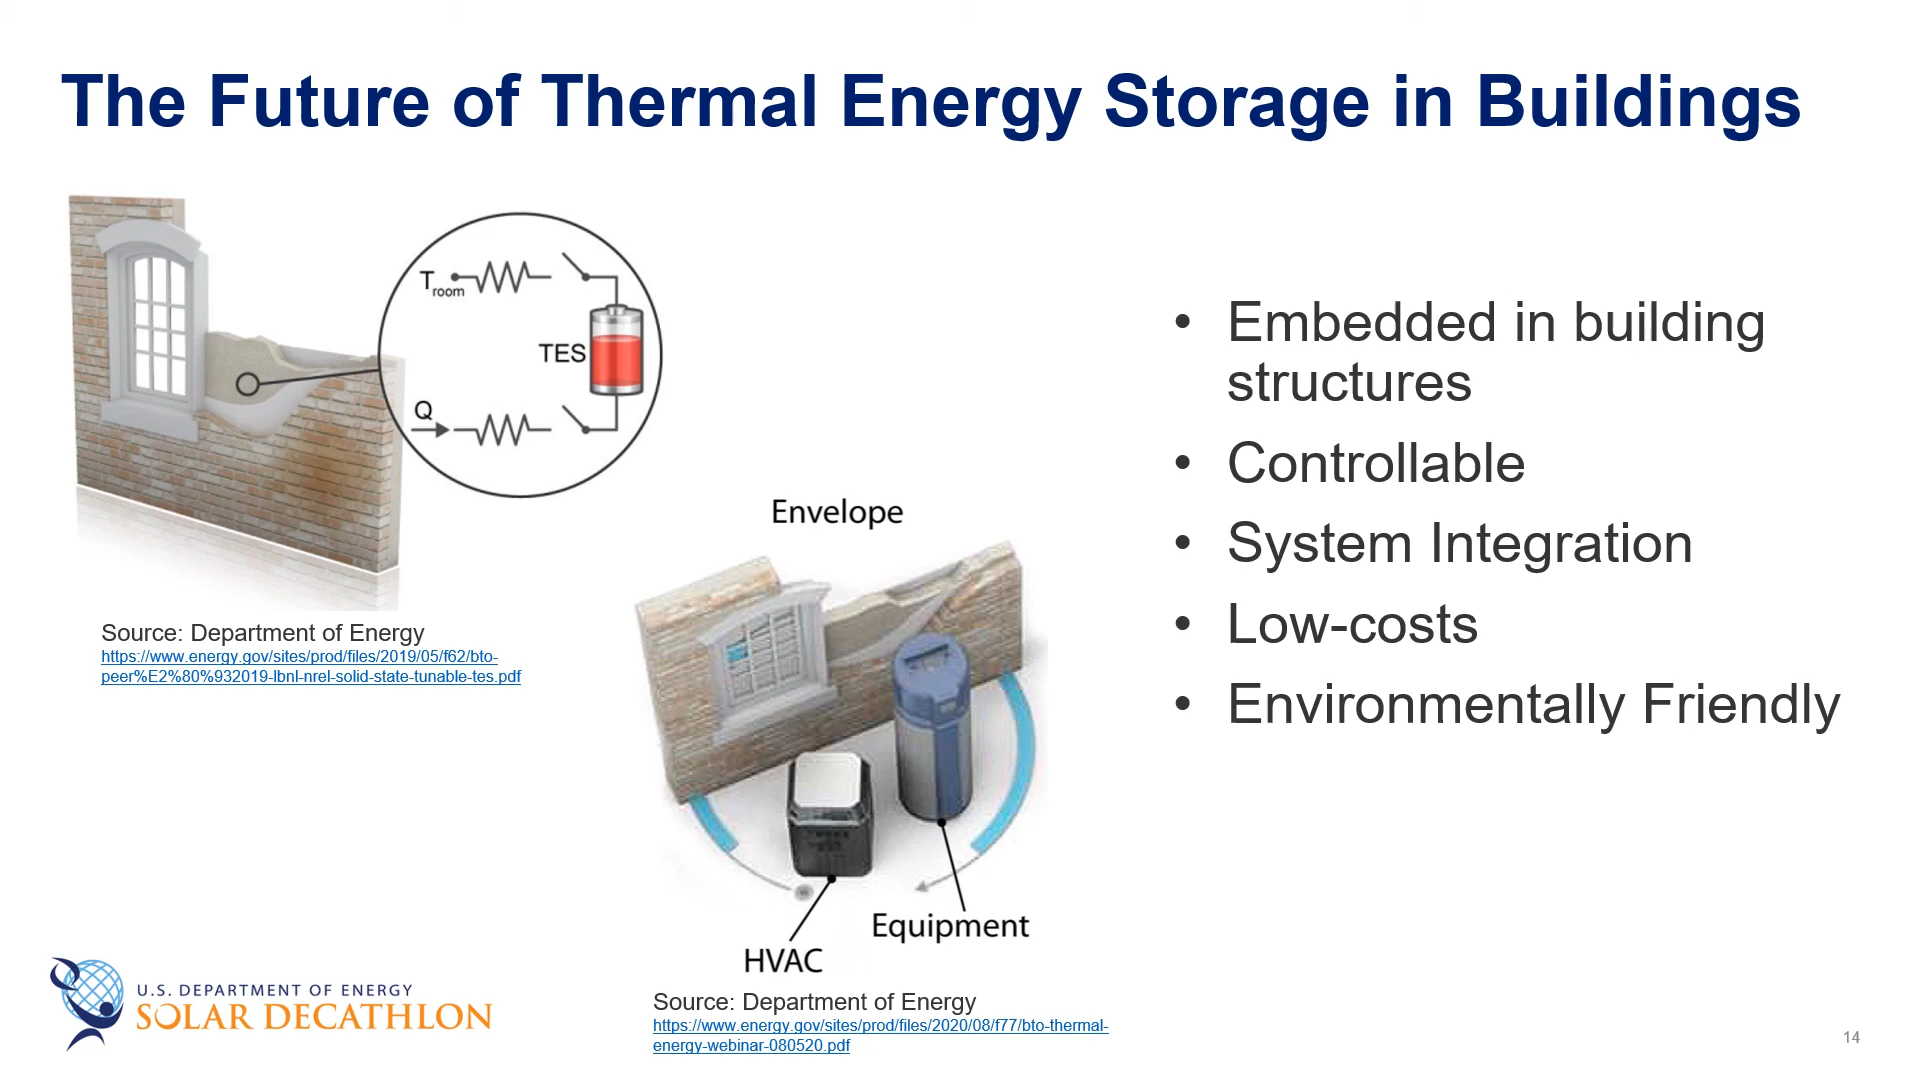 The Future of Thermal Energy Storage in Buildings
T room
TES
Q
Source: Department of Energy
https://www.energy.gov/sites/prod/files/2019/05/f62/bto-
peer%E2%80%932019-lbnl-nrel-solid-state-tunable-tes.pdf
Envelope
Equipment
HVAC
Source: Department of Energy
https://www.energy.gov/sites/prod/files/2020/08/f77/bto-thermal-
energy-webinar-080520.pdf
• Embedded in building
structures
• Controllable
• System Integration
• Low-costs
• Environmentally Friendly
U.S. DEPARTMENT OF ENERGY
SOLAR DECATHLON
14